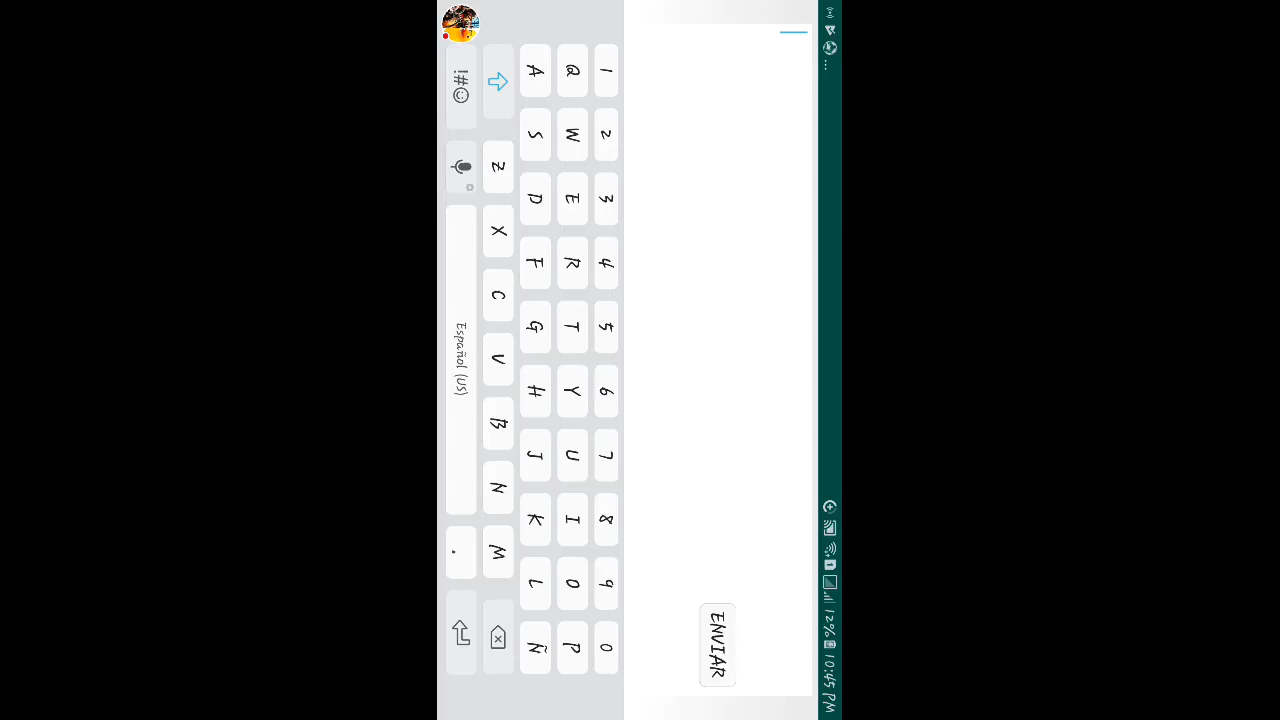 12% 10:45 PM
ENVIAR
1 2 3 4 5 6 7 8 9 0
Q W E R T Y U I O P
A S D F G H J K L Ñ
Z X C V B N M
!#☺ Español (US) .